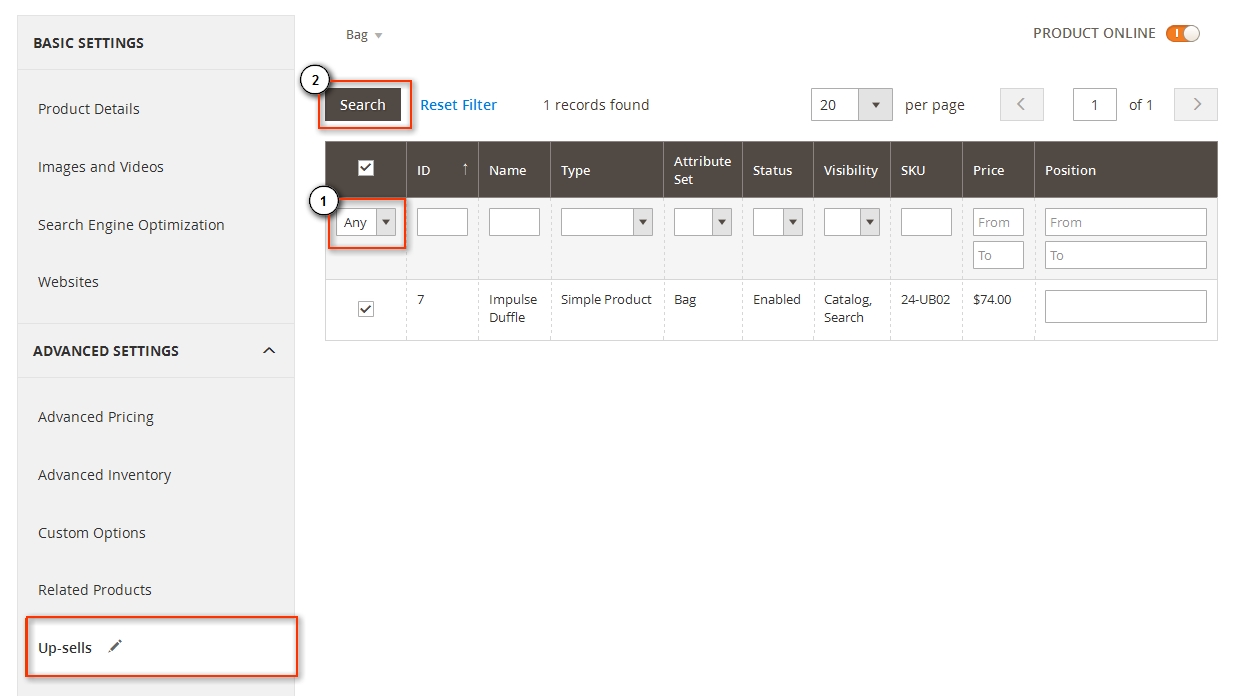 BASIC SETTINGS
Product Details
Images and Videos
Search Engine Optimization
Websites
ADVANCED SETTINGS
Advanced Pricing
Advanced Inventory
Custom Options
Related Products
Up-sells
Bag
PRODUCT ONLINE
2
Search Reset Filter 1 records found 20 per page 1 of 1
ID ↑ Name Type Attribute Set Status Visibility SKU Price Position
1
Any From From
To To
7 Impulse Duffle Simple Product Bag Enabled Catalog, Search 24-UB02 $74.00